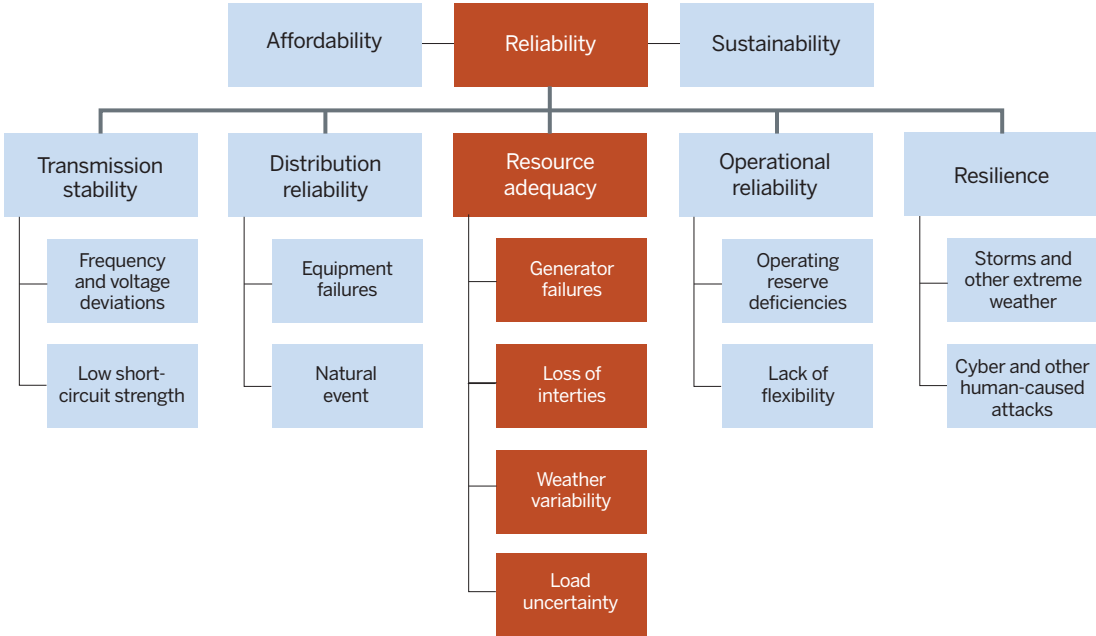 Affordability
Reliability
Sustainability
Transmission
stability
Distribution
reliability
Resource
adequacy
Operational
reliability
Resilience
Frequency
and voltage
deviations
Low short-
circuit strength
Equipment
failures
Natural
event
Generator
failures
Loss of
interties
Weather
variability
Load
uncertainty
Operating
reserve
deficiencies
Lack of
flexibility
Storms and
other extreme
weather
Cyber and other
human-caused
attacks